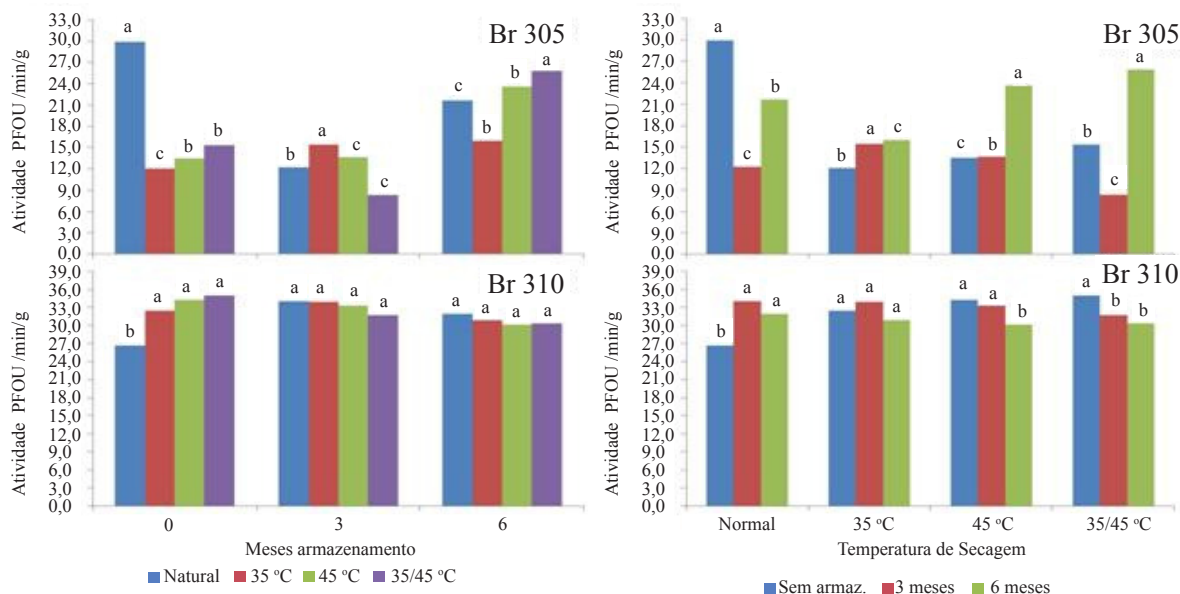 Br 305
Atividade PFOU /min/g
33,0
30,0
27,0
24,0
21,0
18,0
15,0
12,0
9,0
6,0
3,0
0,0
a c b b
b a c c
c b b a
Br 310
Atividade PFOU /min/g
39,0
36,0
33,0
30,0
27,0
24,0
21,0
18,0
15,0
12,0
9,0
6,0
3,0
0,0
b a a a
a a a a
a a a a
0 3 6
Meses armazenamento
Natural 35 ºC 45 ºC 35/45 ºC
Br 305
Atividade PFOU /min/g
33,0
30,0
27,0
24,0
21,0
18,0
15,0
12,0
9,0
6,0
3,0
0,0
a c b
b a c
c b a
b c a
Br 310
Atividade PFOU /min/g
39,0
36,0
33,0
30,0
27,0
24,0
21,0
18,0
15,0
12,0
9,0
6,0
3,0
0,0
b a a
a a a
a a b
a b b
Normal 35 ºC 45 ºC 35/45 ºC
Temperatura de Secagem
Sem armaz. 3 meses 6 meses